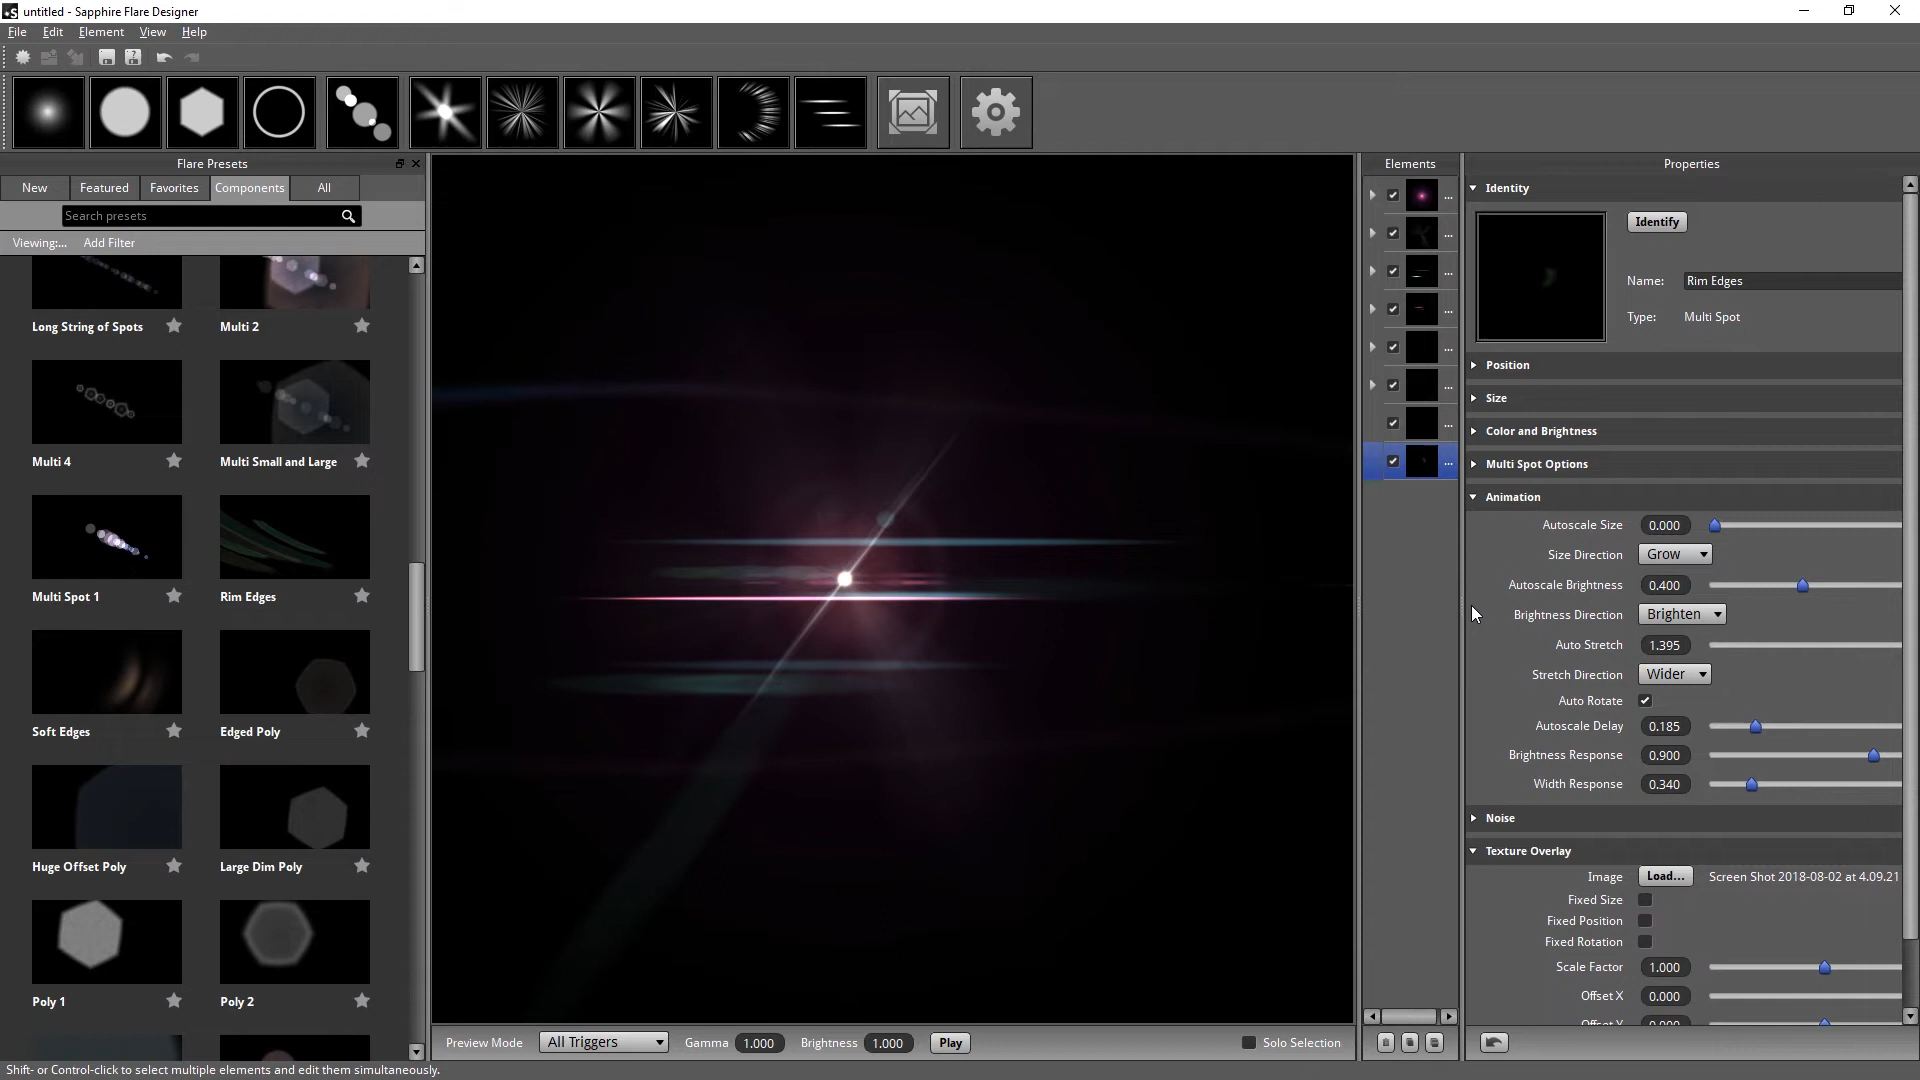 untitled - Sapphire Flare Designer
File Edit Element View Help
Flare Presets
New Featured Favorites Components All
Search presets
Viewing:... Add Filter
Long String of Spots
Multi 2
Multi 4
Multi Small and Large
Multi Spot 1
Rim Edges
Soft Edges
Edged Poly
Huge Offset Poly
Large Dim Poly
Poly 1
Poly 2
Preview Mode All Triggers Gamma 1.000 Brightness 1.000 Play Solo Selection
Elements
...
...
...
...
...
...
...
...
Properties
Identity
Identify
Name: Rim Edges
Type: Multi Spot
Position
Size
Color and Brightness
Multi Spot Options
Animation
Autoscale Size 0.000
Size Direction Grow
Autoscale Brightness 0.400
Brightness Direction Brighten
Auto Stretch 1.395
Stretch Direction Wider
Auto Rotate
Autoscale Delay 0.185
Brightness Response 0.900
Width Response 0.340
Noise
Texture Overlay
Image Load... Screen Shot 2018-08-02 at 4.09.21
Fixed Size
Fixed Position
Fixed Rotation
Scale Factor 1.000
Offset X 0.000
Offset Y 0.000
Shift- or Control-click to select multiple elements and edit them simultaneously.